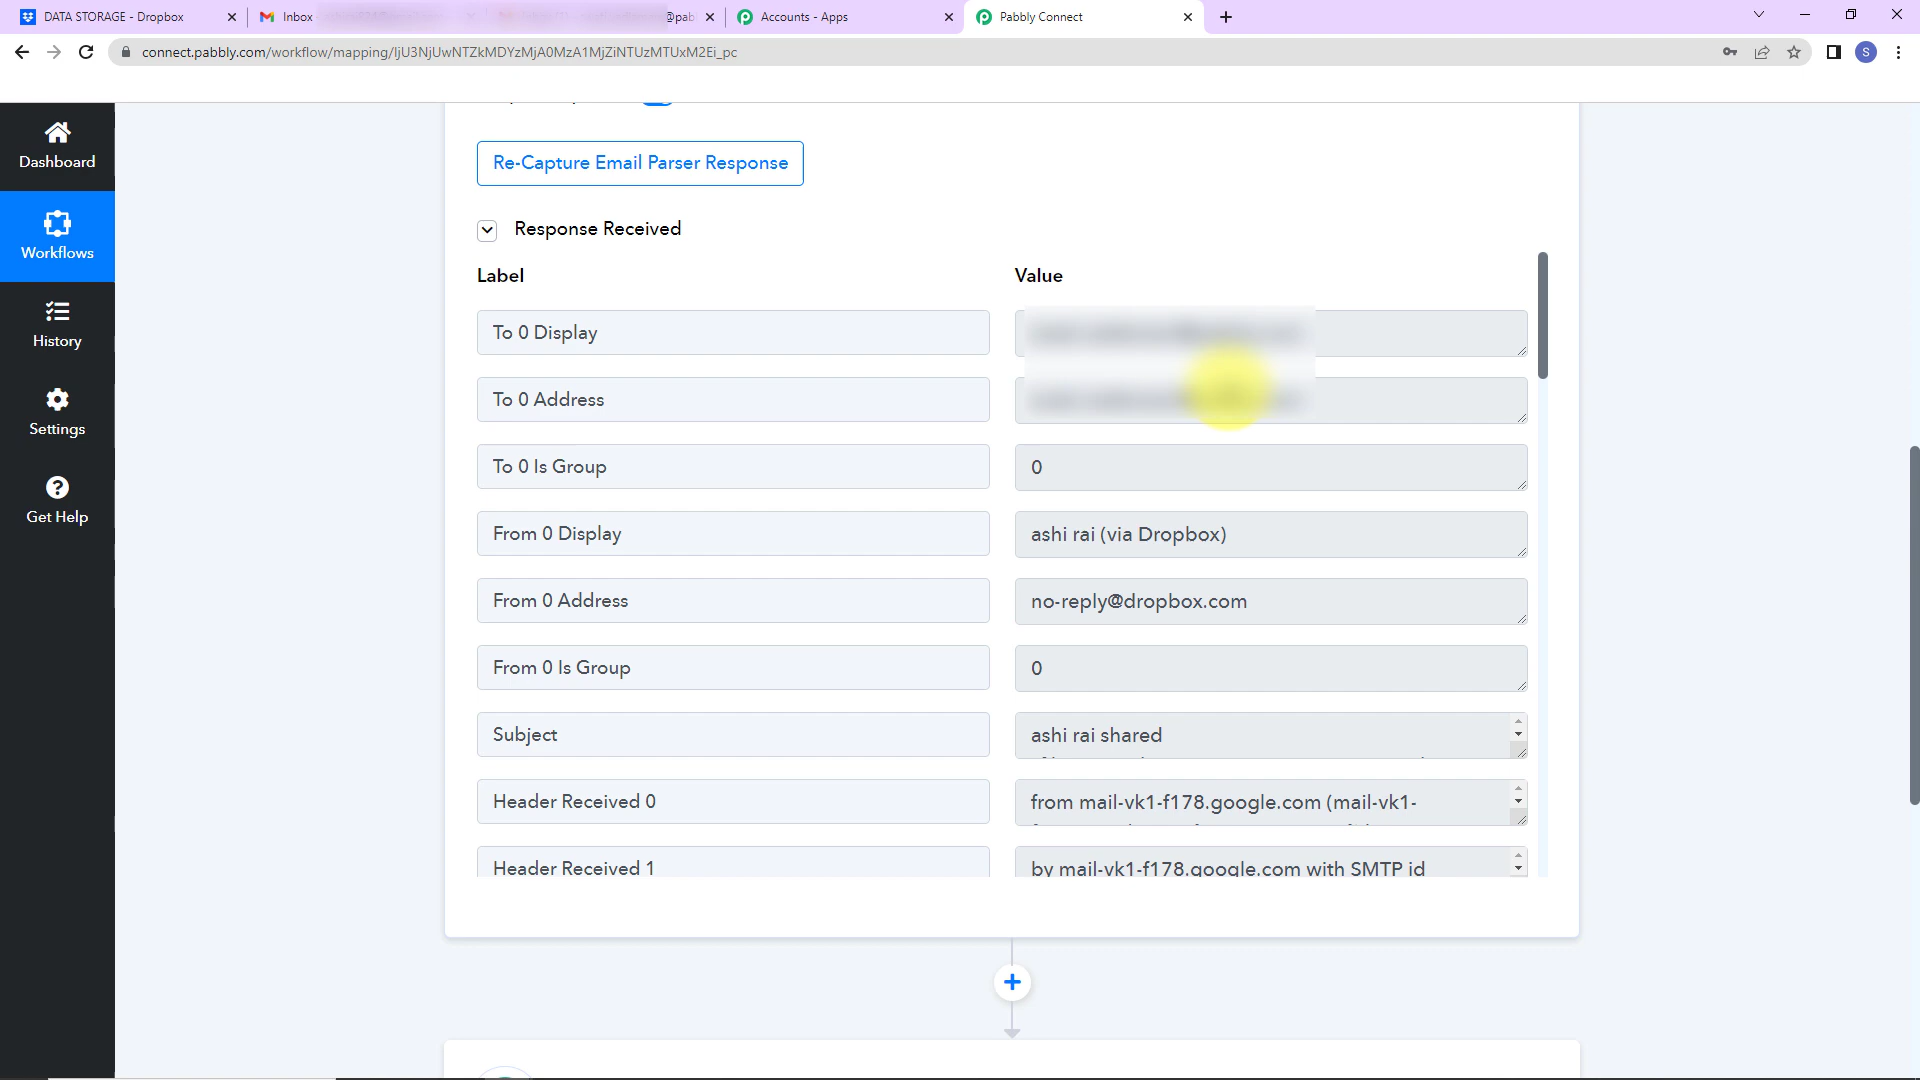 DATA STORAGE - Dropbox
Inbox
@pabl
Accounts - Apps
Pabbly Connect
connect.pabbly.com/workflow/mapping/IjU3NjUwNTZkMDYzMjA0MzA1MjZiNTUzMTUxM2Ei_pc
S
Dashboard
Workflows
History
Settings
Get Help
Re-Capture Email Parser Response
Response Received
Label
Value
To 0 Display
To 0 Address
To 0 Is Group
0
From 0 Display
ashi rai (via Dropbox)
From 0 Address
no-reply@dropbox.com
From 0 Is Group
0
Subject
ashi rai shared
Header Received 0
from mail-vk1-f178.google.com (mail-vk1-
Header Received 1
by mail-vk1-f178.google.com with SMTP id